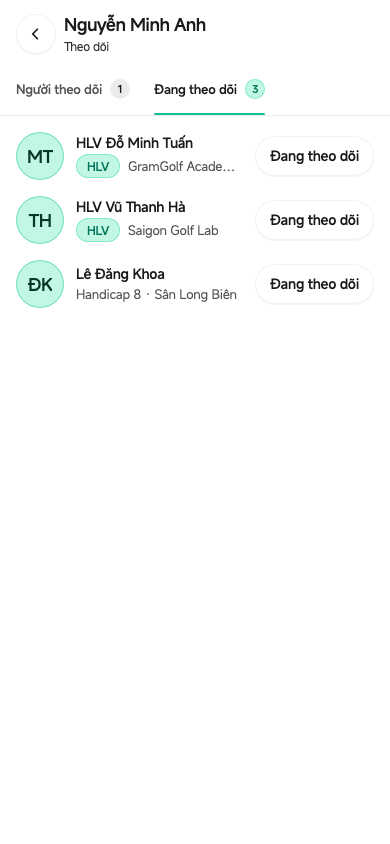 Nguyễn Minh Anh
Theo dõi
Người theo dõi 1 Đang theo dõi 3
MT HLV Đỗ Minh Tuấn Đang theo dõi
HLV GramGolf Acade...
TH HLV Vũ Thanh Hà Đang theo dõi
HLV Saigon Golf Lab
ĐK Lê Đăng Khoa Đang theo dõi
Handicap 8 · Sân Long Biên